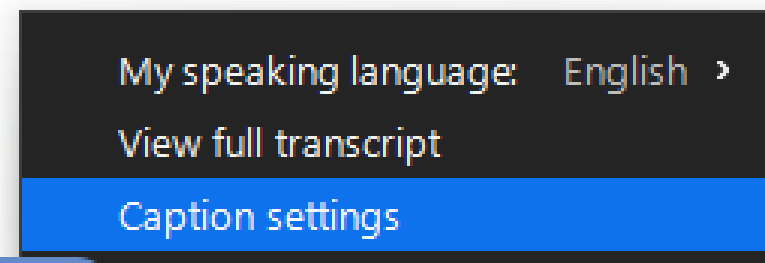 My speaking language: English ›
View full transcript
Caption settings